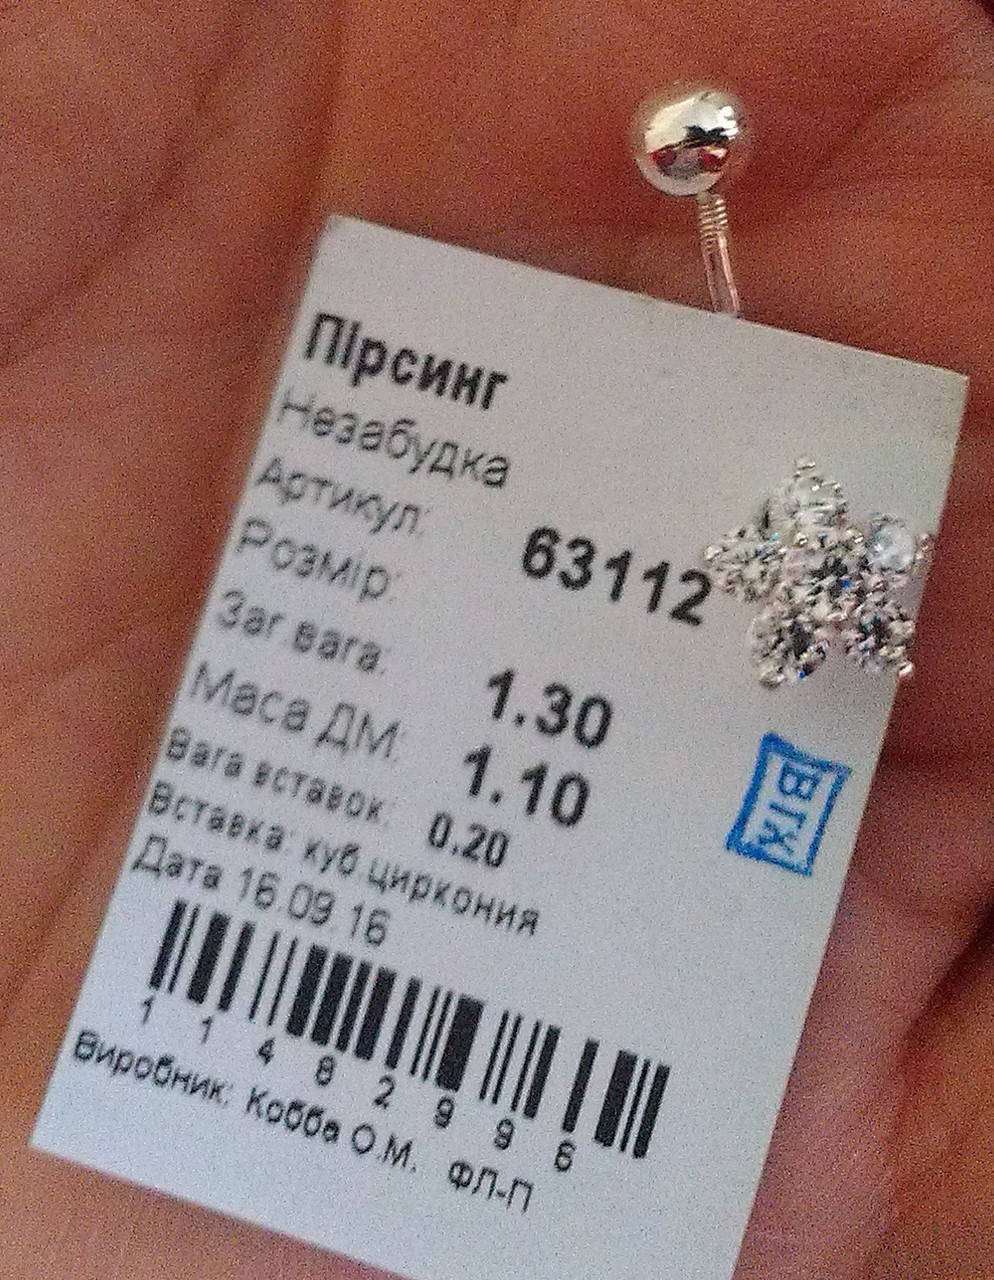 Пірсинг
Незабудка
Артикул: 63112
Розмір:
Заг вага: 1.30
Маса ДМ: 1.10
Вага вставок: 0.20
Вставка: куб циркония
Дата 16.09.16
1 1 4 8 2 9 9 6
Виробник: Кобба О.М. ФЛ-П
ВТК